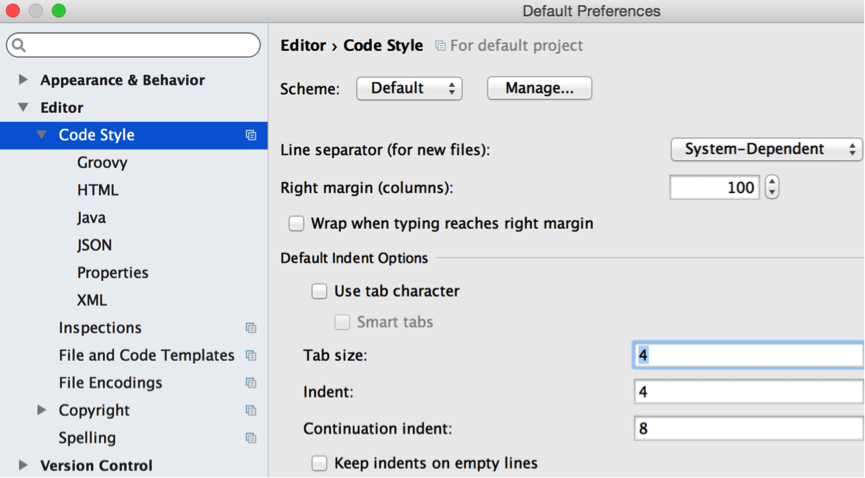 Default Preferences
Appearance & Behavior
Editor
Code Style
Groovy
HTML
Java
JSON
Properties
XML
Inspections
File and Code Templates
File Encodings
Copyright
Spelling
Version Control
Editor › Code Style For default project
Scheme: Default Manage...
Line separator (for new files): System-Dependent
Right margin (columns): 100
Wrap when typing reaches right margin
Default Indent Options
Use tab character
Smart tabs
Tab size: 4
Indent: 4
Continuation indent: 8
Keep indents on empty lines